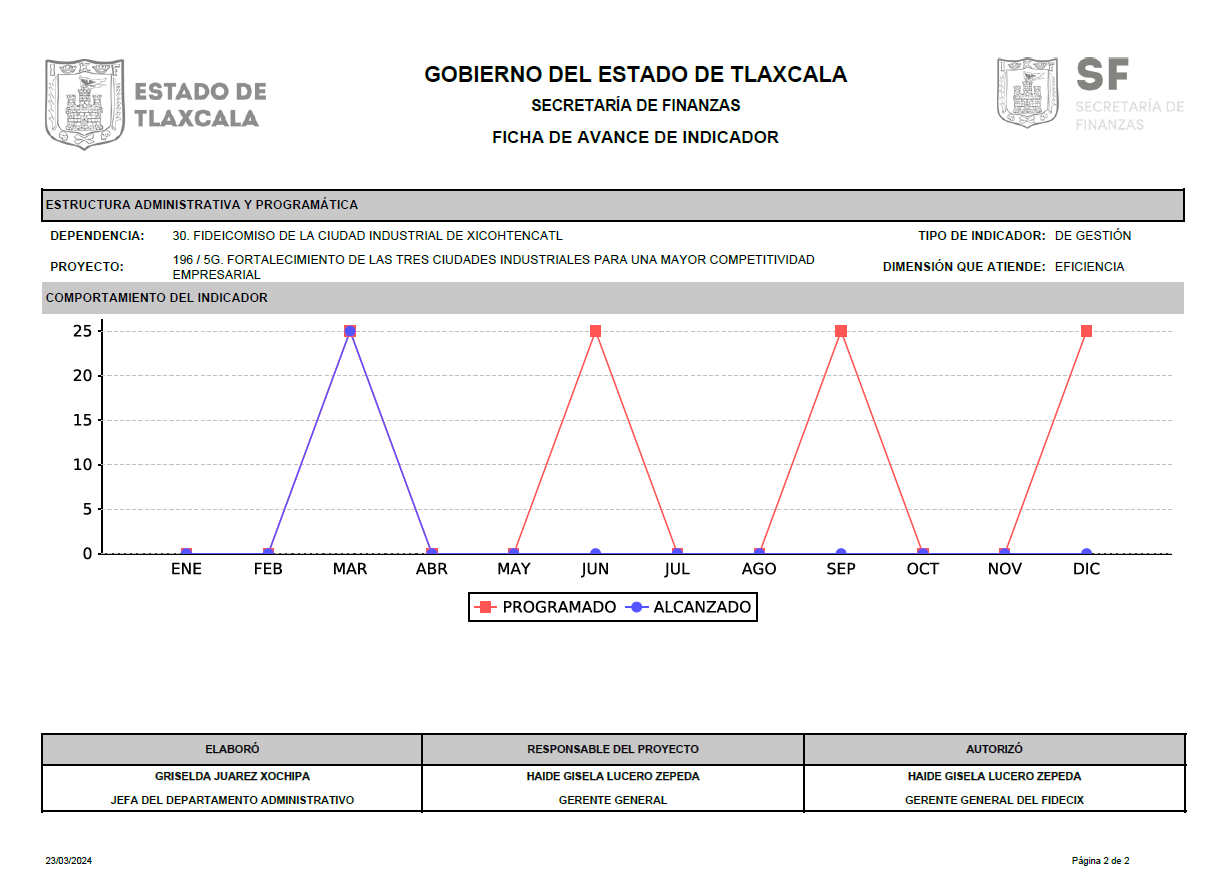 ESTADO DE
TLAXCALA
GOBIERNO DEL ESTADO DE TLAXCALA
SECRETARÍA DE FINANZAS
FICHA DE AVANCE DE INDICADOR
SF
SECRETARÍA DE
FINANZAS
ESTRUCTURA ADMINISTRATIVA Y PROGRAMÁTICA
DEPENDENCIA: 30. FIDEICOMISO DE LA CIUDAD INDUSTRIAL DE XICOHTENCATL TIPO DE INDICADOR: DE GESTIÓN
PROYECTO: 196 / 5G. FORTALECIMIENTO DE LAS TRES CIUDADES INDUSTRIALES PARA UNA MAYOR COMPETITIVIDAD
EMPRESARIAL DIMENSIÓN QUE ATIENDE: EFICIENCIA
COMPORTAMIENTO DEL INDICADOR
25
20
15
10
5
0
ENE FEB MAR ABR MAY JUN JUL AGO SEP OCT NOV DIC
PROGRAMADO ALCANZADO
ELABORÓ RESPONSABLE DEL PROYECTO AUTORIZÓ
GRISELDA JUAREZ XOCHIPA HAIDE GISELA LUCERO ZEPEDA HAIDE GISELA LUCERO ZEPEDA
JEFA DEL DEPARTAMENTO ADMINISTRATIVO GERENTE GENERAL GERENTE GENERAL DEL FIDECIX
23/03/2024 Página 2 de 2